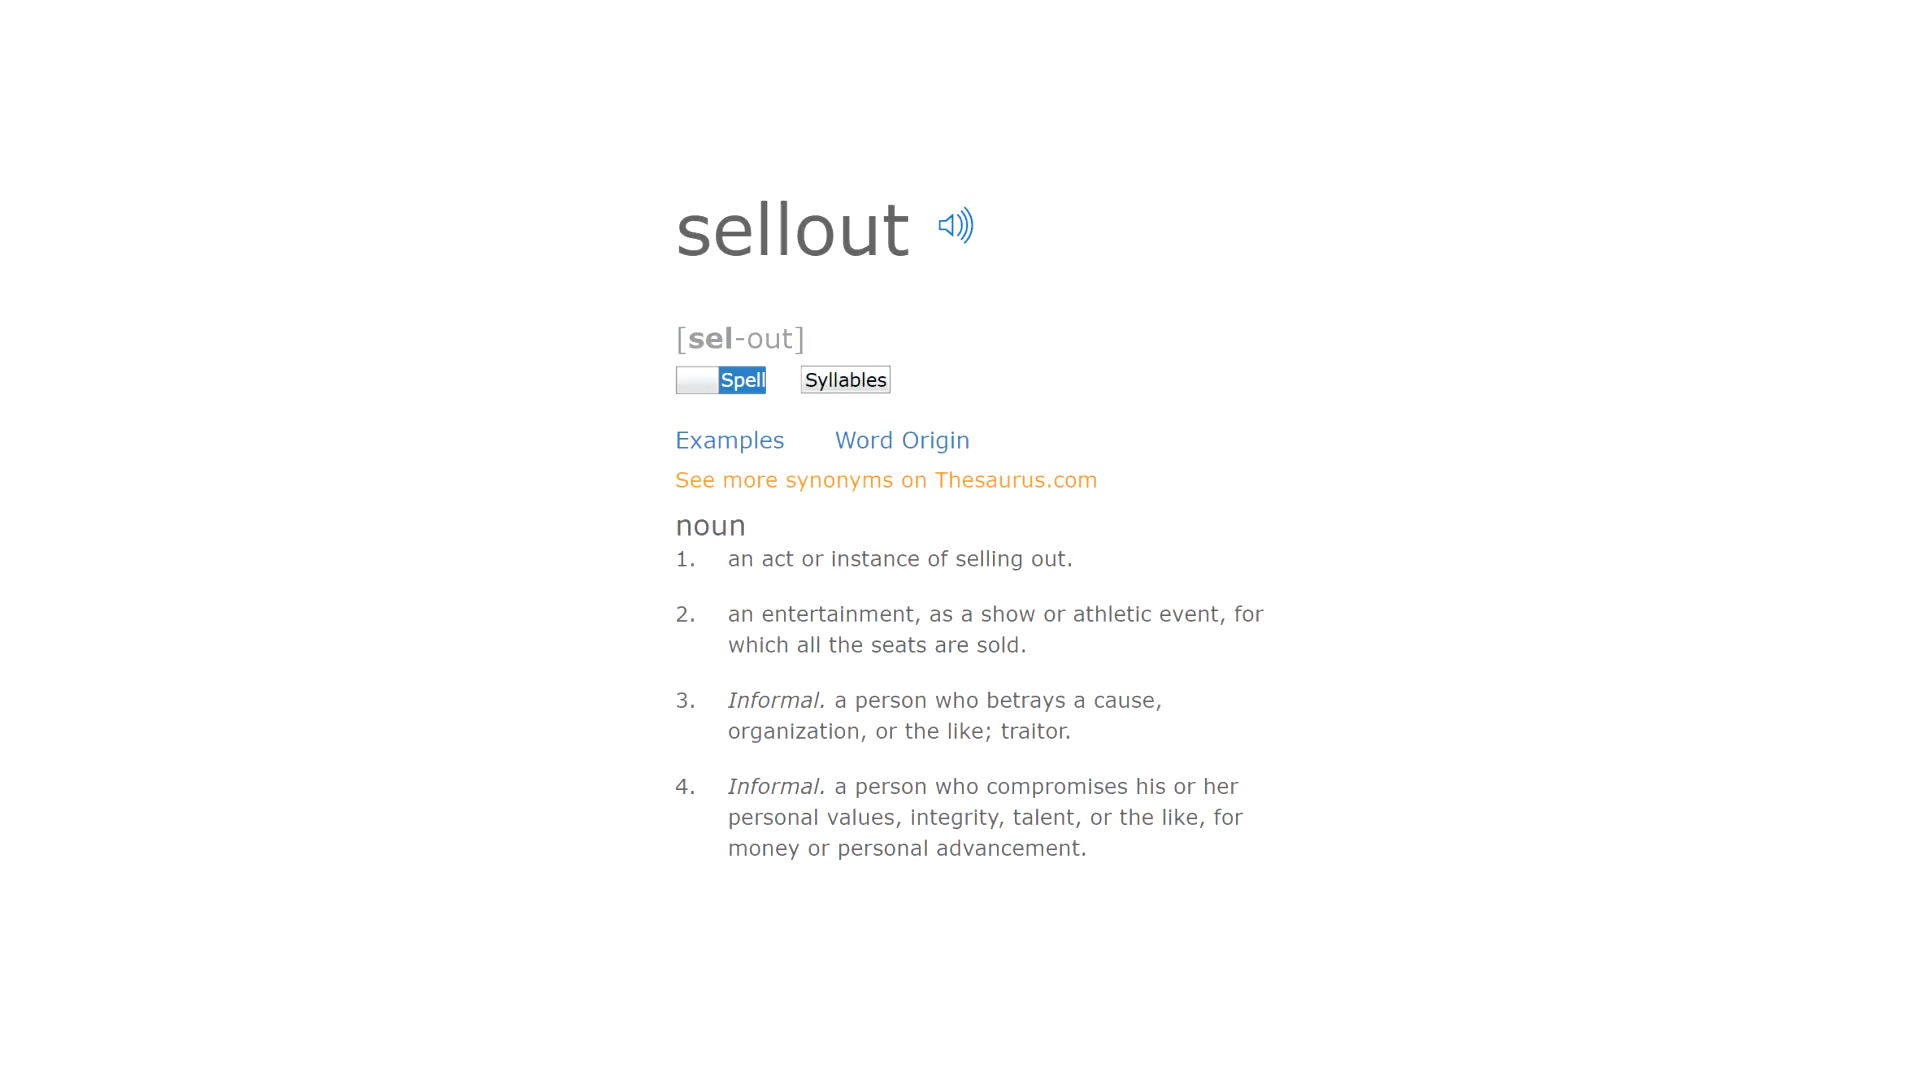 sellout
[sel-out]
Spell Syllables
Examples Word Origin
See more synonyms on Thesaurus.com
noun
1. an act or instance of selling out.
2. an entertainment, as a show or athletic event, for
which all the seats are sold.
3. Informal. a person who betrays a cause,
organization, or the like; traitor.
4. Informal. a person who compromises his or her
personal values, integrity, talent, or the like, for
money or personal advancement.